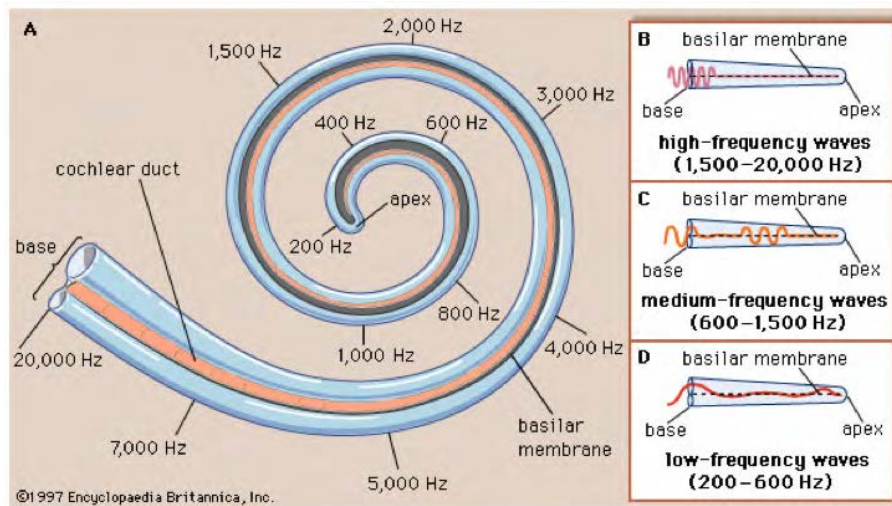 A
2,000 Hz
1,500 Hz
3,000 Hz
400 Hz
600 Hz
cochlear duct
apex
200 Hz
base
800 Hz
20,000 Hz
1,000 Hz
4,000 Hz
7,000 Hz
basilar
membrane
5,000 Hz
©1997 Encyclopaedia Britannica, Inc.
B
basilar membrane
base
apex
high-frequency waves
(1,500–20,000 Hz)
C
basilar membrane
base
apex
medium-frequency waves
(600–1,500 Hz)
D
basilar membrane
base
apex
low-frequency waves
(200–600 Hz)